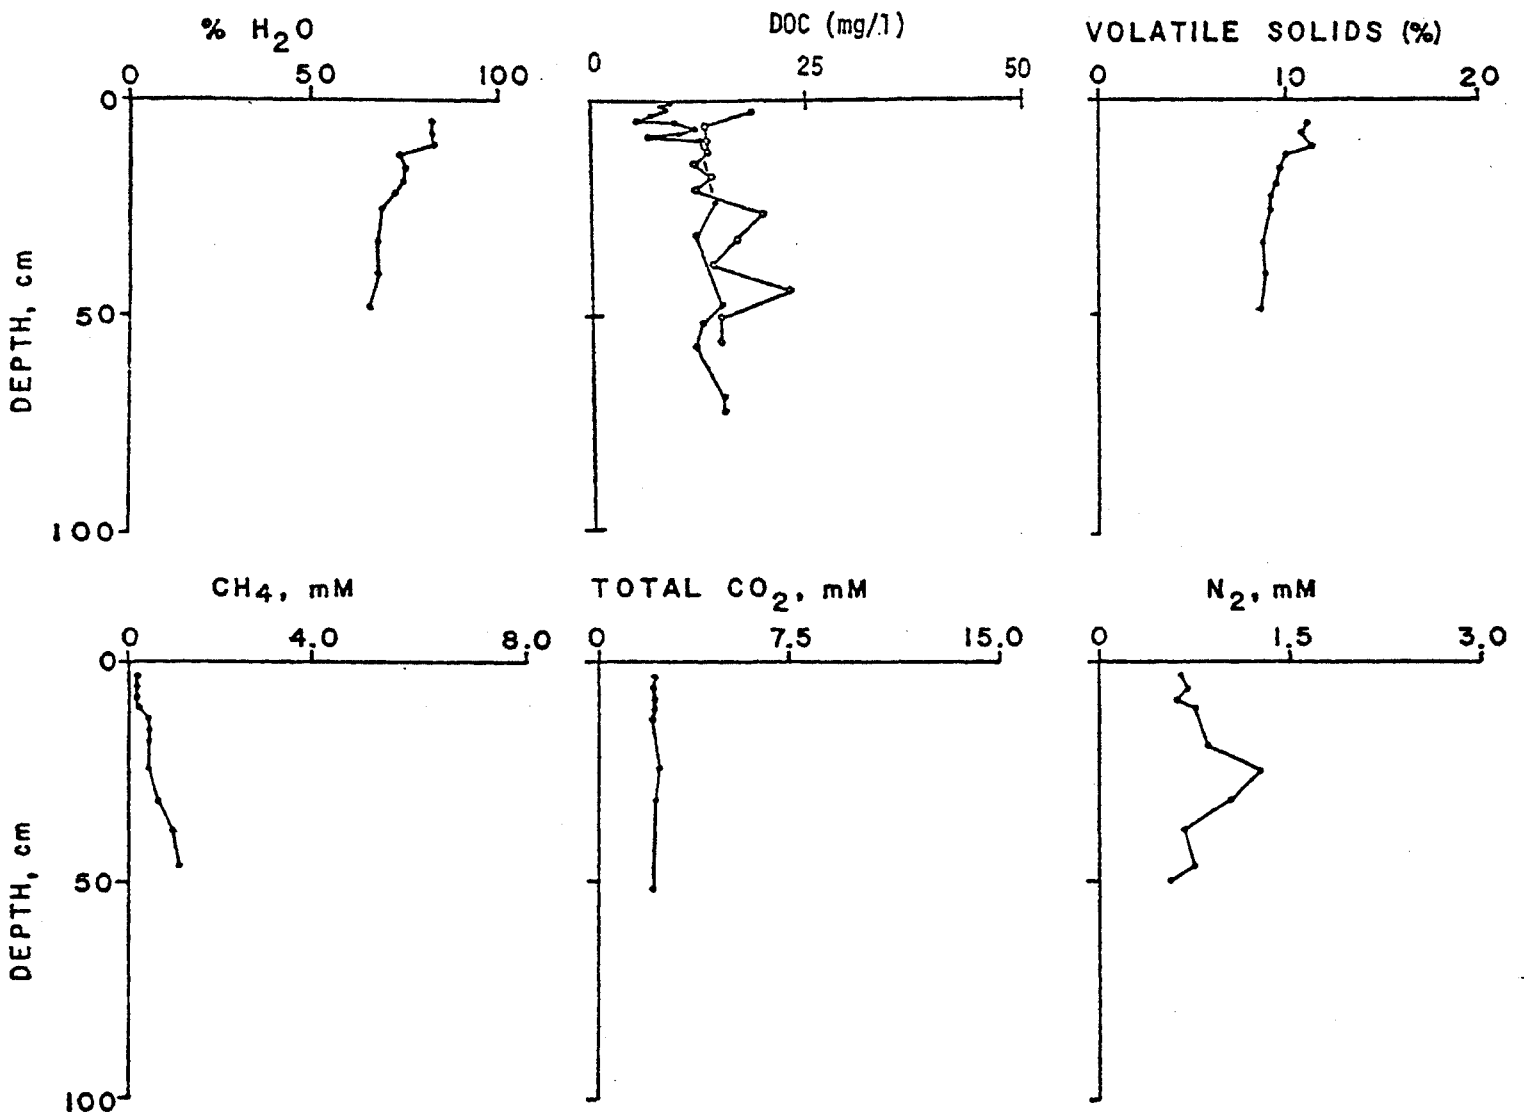 % H₂O
DOC (mg/l)
VOLATILE SOLIDS (%)
0 50 100
0 25 50
0 10 20
0
50
100
DEPTH, cm
CH₄, mM
TOTAL CO₂, mM
N₂, mM
0 4.0 8.0
0 7.5 15.0
0 1.5 3.0
0
50
100
DEPTH, cm